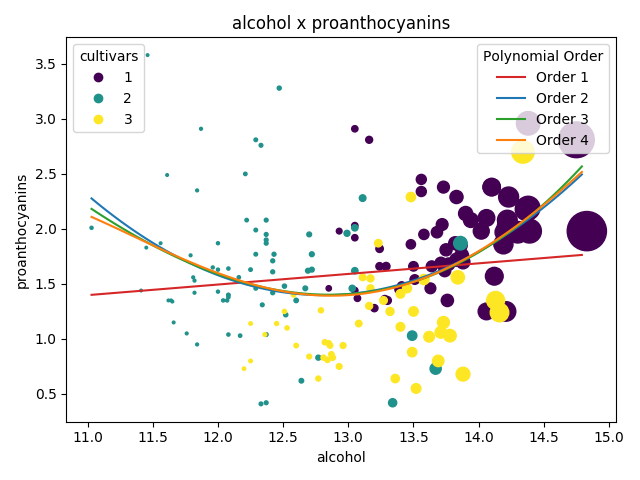 alcohol x proanthocyanins
cultivars
1
2
3
Polynomial Order
Order 1
Order 2
Order 3
Order 4
proanthocyanins
3.5
3.0
2.5
2.0
1.5
1.0
0.5
11.0 11.5 12.0 12.5 13.0 13.5 14.0 14.5 15.0
alcohol